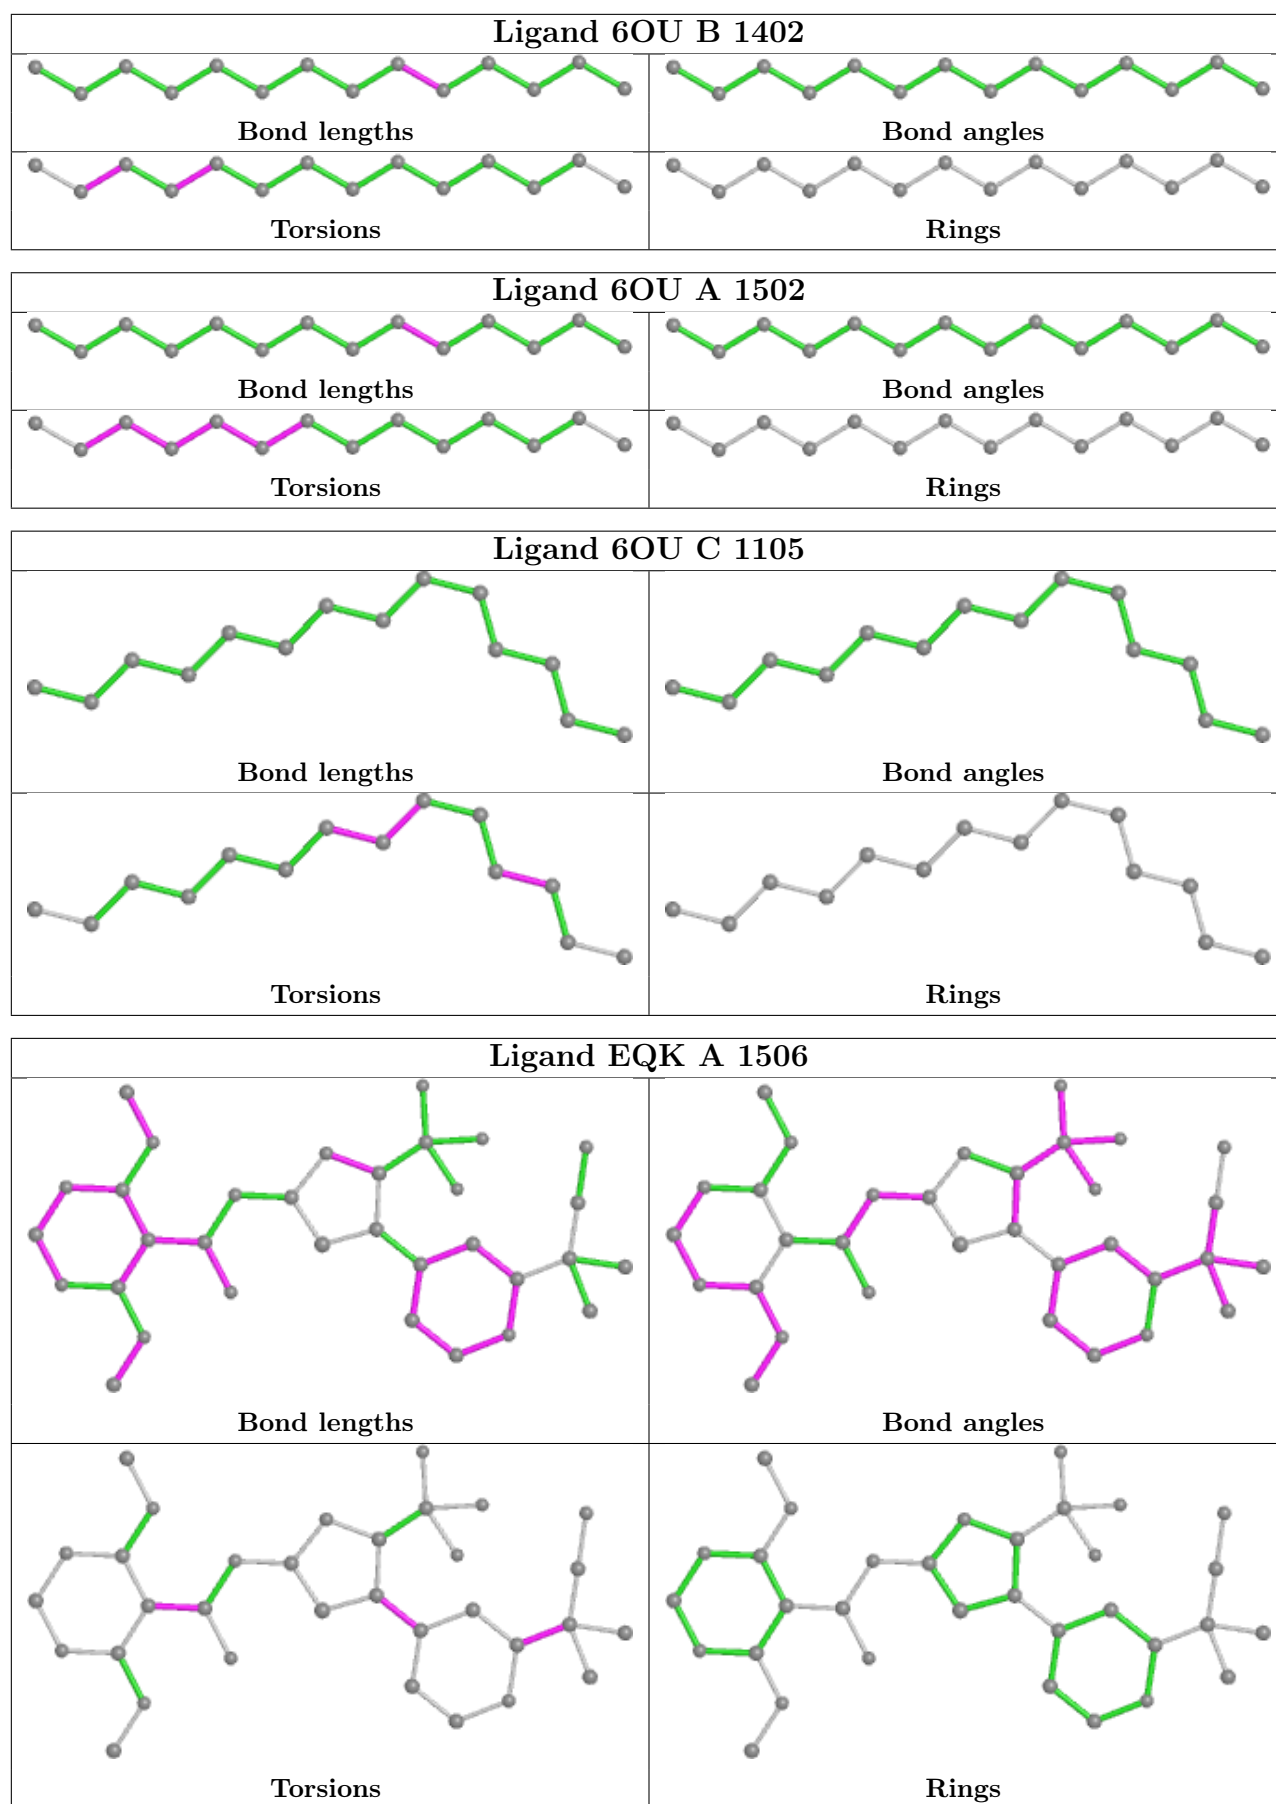 Ligand 6OU B 1402
Bond lengths
Bond angles
Torsions
Rings
Ligand 6OU A 1502
Bond lengths
Bond angles
Torsions
Rings
Ligand 6OU C 1105
Bond lengths
Bond angles
Torsions
Rings
Ligand EQK A 1506
Bond lengths
Bond angles
Torsions
Rings